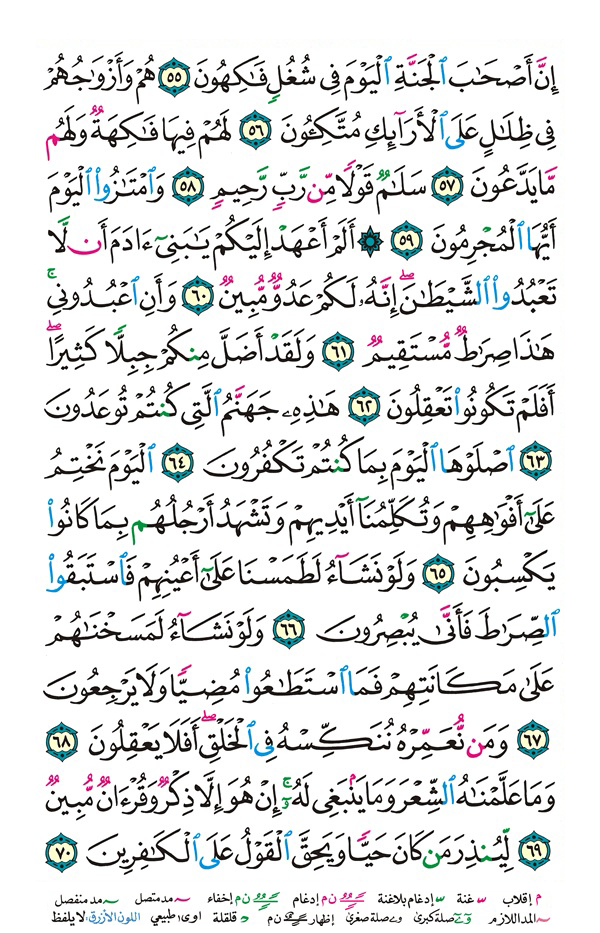 إِنَّ أَصْحَٰبَ ٱلْجَنَّةِ ٱلْيَوْمَ فِى شُغُلٍ فَٰكِهُونَ ٥٥ هُمْ وَأَزْوَٰجُهُمْ
فِى ظِلَٰلٍ عَلَى ٱلْأَرَآئِكِ مُتَّكِـُٔونَ ٥٦ لَهُمْ فِيهَا فَٰكِهَةٌ وَلَهُم
مَّا يَدَّعُونَ ٥٧ سَلَٰمٌ قَوْلًا مِّن رَّبٍّ رَّحِيمٍ ٥٨ وَٱمْتَٰزُوا۟ ٱلْيَوْمَ
أَيُّهَا ٱلْمُجْرِمُونَ ٥٩ ۞ أَلَمْ أَعْهَدْ إِلَيْكُمْ يَٰبَنِىٓ ءَادَمَ أَن لَّا
تَعْبُدُوا۟ ٱلشَّيْطَٰنَ ۖ إِنَّهُۥ لَكُمْ عَدُوٌّ مُّبِينٌ ٦٠ وَأَنِ ٱعْبُدُونِى ۚ
هَٰذَا صِرَٰطٌ مُّسْتَقِيمٌ ٦١ وَلَقَدْ أَضَلَّ مِنكُمْ جِبِلًّا كَثِيرًا ۖ
أَفَلَمْ تَكُونُوا۟ تَعْقِلُونَ ٦٢ هَٰذِهِۦ جَهَنَّمُ ٱلَّتِى كُنتُمْ تُوعَدُونَ
٦٣ ٱصْلَوْهَا ٱلْيَوْمَ بِمَا كُنتُمْ تَكْفُرُونَ ٦٤ ٱلْيَوْمَ نَخْتِمُ
عَلَىٰٓ أَفْوَٰهِهِمْ وَتُكَلِّمُنَآ أَيْدِيهِمْ وَتَشْهَدُ أَرْجُلُهُم بِمَا كَانُوا۟
يَكْسِبُونَ ٦٥ وَلَوْ نَشَآءُ لَطَمَسْنَا عَلَىٰٓ أَعْيُنِهِمْ فَٱسْتَبَقُوا۟
ٱلصِّرَٰطَ فَأَنَّىٰ يُبْصِرُونَ ٦٦ وَلَوْ نَشَآءُ لَمَسَخْنَٰهُمْ
عَلَىٰ مَكَانَتِهِمْ فَمَا ٱسْتَطَٰعُوا۟ مُضِيًّا وَلَا يَرْجِعُونَ
٦٧ وَمَن نُّعَمِّرْهُ نُنَكِّسْهُ فِى ٱلْخَلْقِ ۖ أَفَلَا يَعْقِلُونَ ٦٨
وَمَا عَلَّمْنَٰهُ ٱلشِّعْرَ وَمَا يَنۢبَغِى لَهُۥٓ ۚ إِنْ هُوَ إِلَّا ذِكْرٌ وَقُرْءَانٌ مُّبِينٌ
٦٩ لِّيُنذِرَ مَن كَانَ حَيًّا وَيَحِقَّ ٱلْقَوْلُ عَلَى ٱلْكَٰفِرِينَ ٧٠
م إقلاب غنة إدغام بلاغنة ن م إدغام ن م إخفاء مد متصل مد منفصل
المد اللازم صلة كبرى صلة صغرى إظهار ن م قلقلة اوى طبيعي اللون الأزرق: لا يلفظ